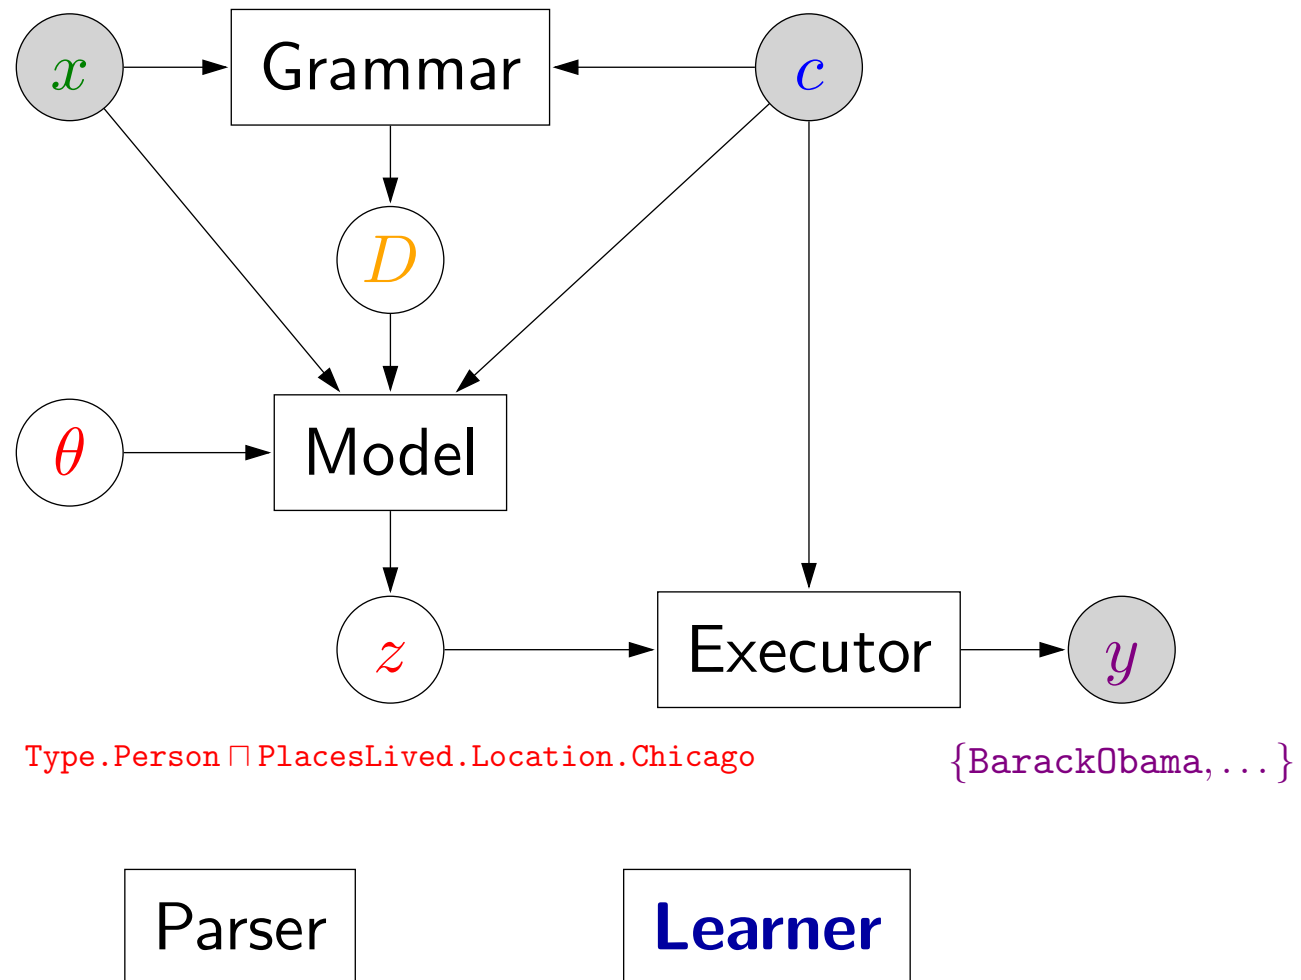 x Grammar c
D
θ Model
z Executor y
Type.Person ⊓ PlacesLived.Location.Chicago {BarackObama, ...}
Parser Learner